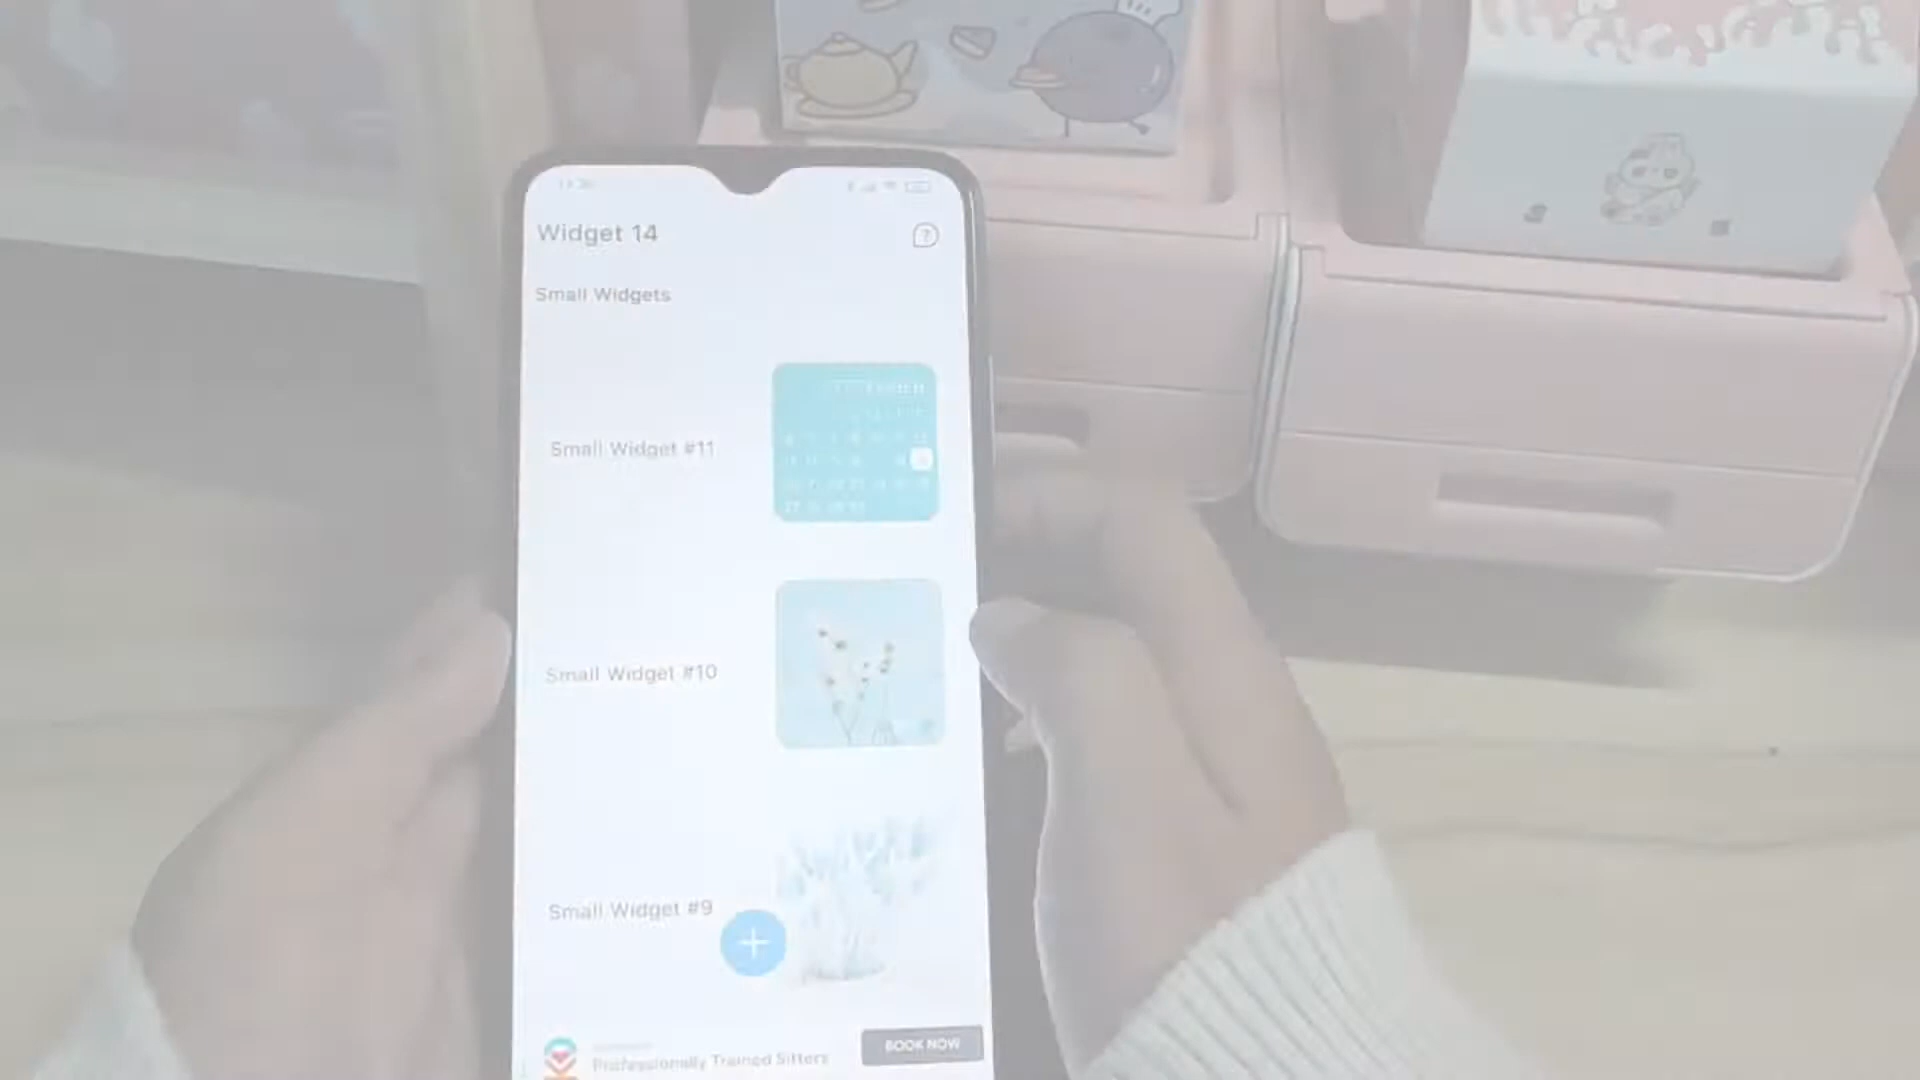 Widget 14
Small Widgets
Small Widget #11
Small Widget #10
Small Widget #9
Professionally Trained Sitters
BOOK NOW